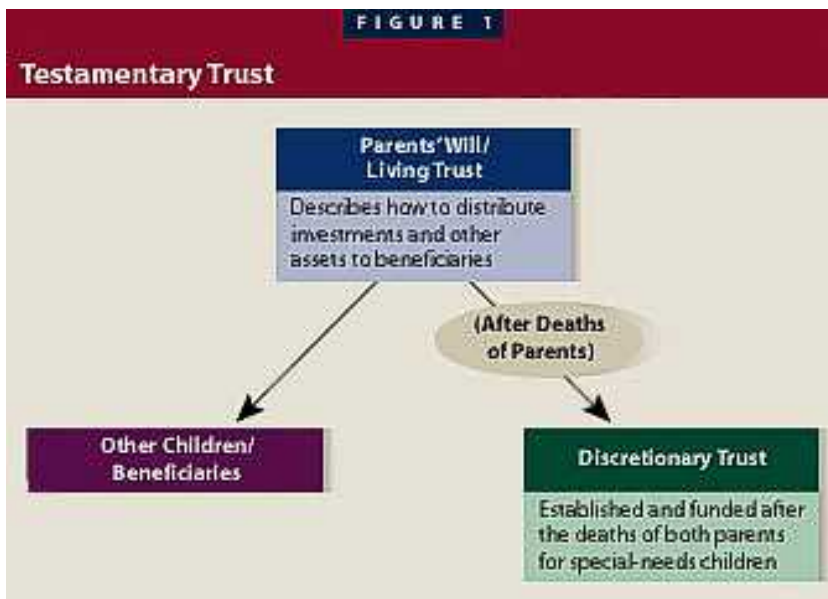 FIGURE 1
Testamentary Trust
Parents' Will/
Living Trust
Describes how to distribute
investments and other
assets to beneficiaries
(After Deaths
of Parents)
Other Children/
Beneficiaries
Discretionary Trust
Established and funded after
the deaths of both parents
for special-needs children